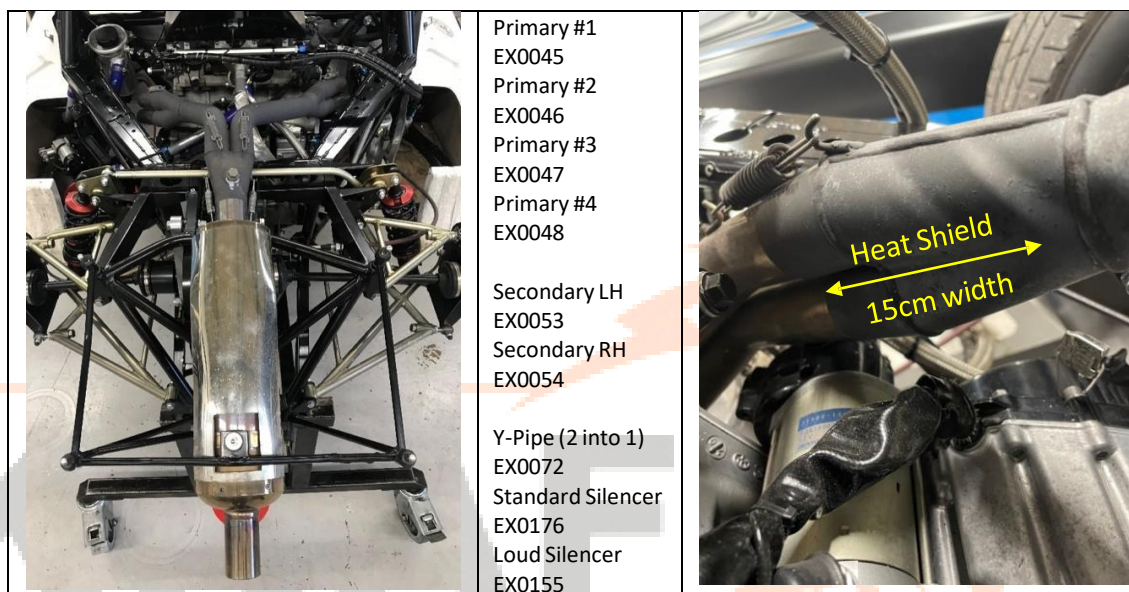 Primary #1
EX0045
Primary #2
EX0046
Primary #3
EX0047
Primary #4
EX0048
Secondary LH
EX0053
Secondary RH
EX0054
Y-Pipe (2 into 1)
EX0072
Standard Silencer
EX0176
Loud Silencer
EX0155
Heat Shield
15cm width